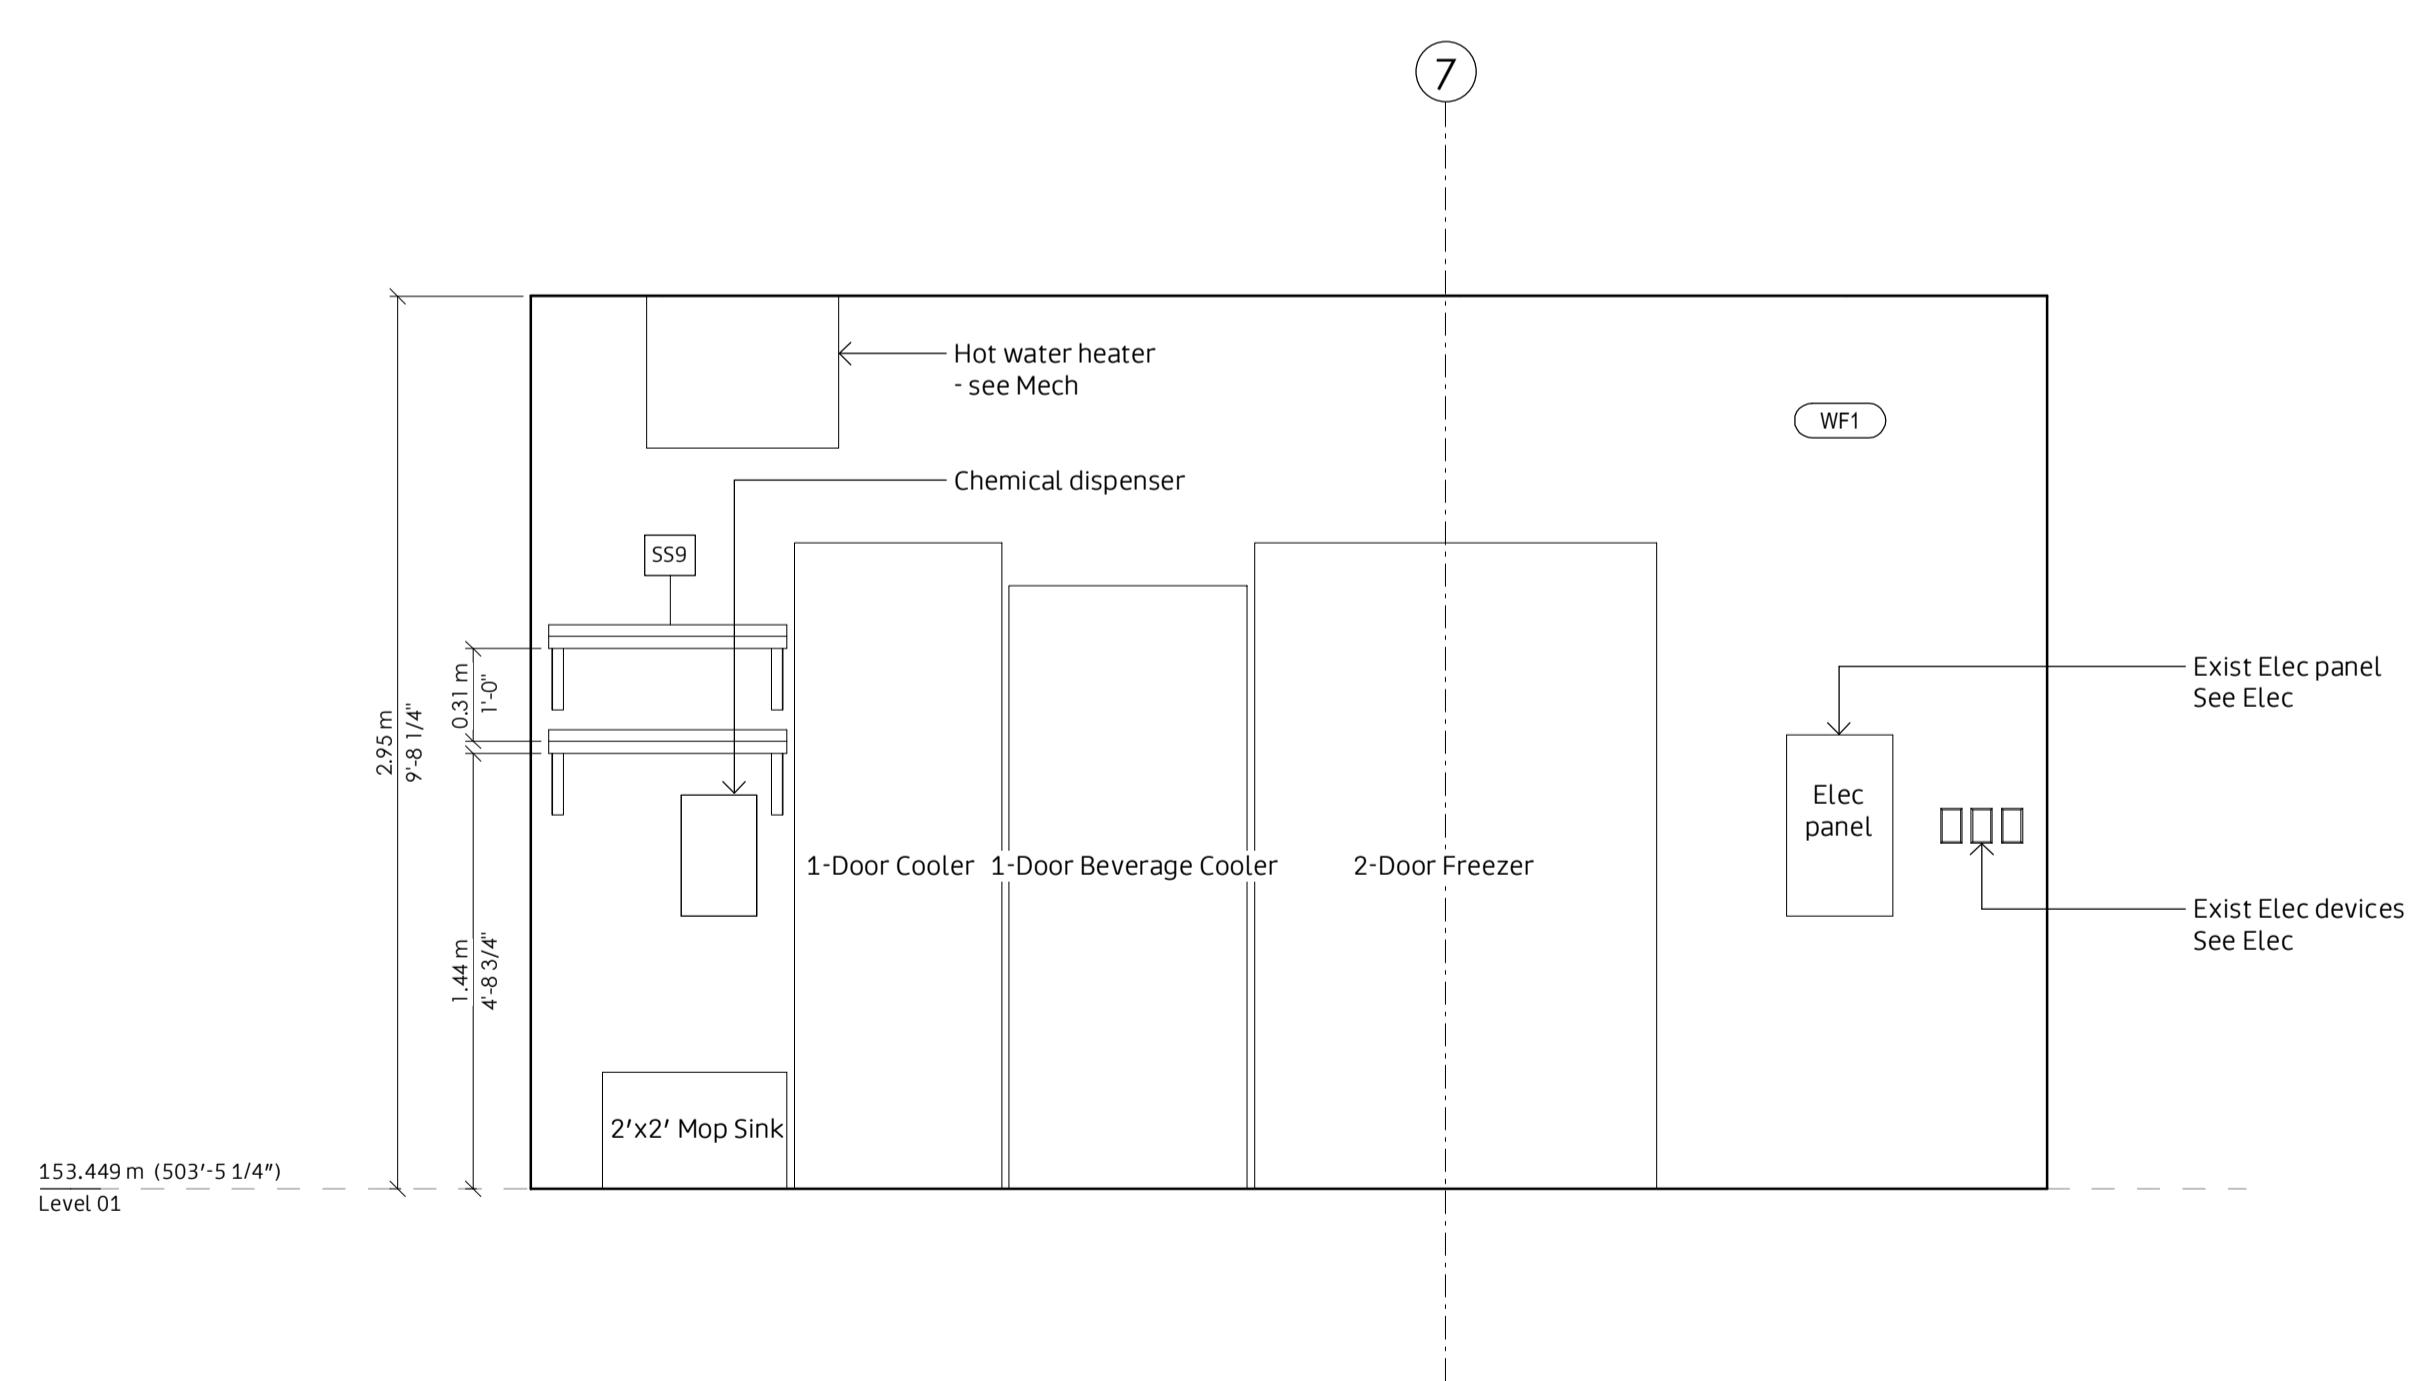 7
Hot water heater
- see Mech
WF1
Chemical dispenser
SS9
Exist Elec panel
See Elec
0.31 m
1'-0"
2.95 m
9'-8 1/4"
Elec
panel
1-Door Cooler
1-Door Beverage Cooler
2-Door Freezer
Exist Elec devices
See Elec
1.44 m
4'-8 3/4"
2'x2' Mop Sink
153.449 m (503'-5 1/4")
Level 01